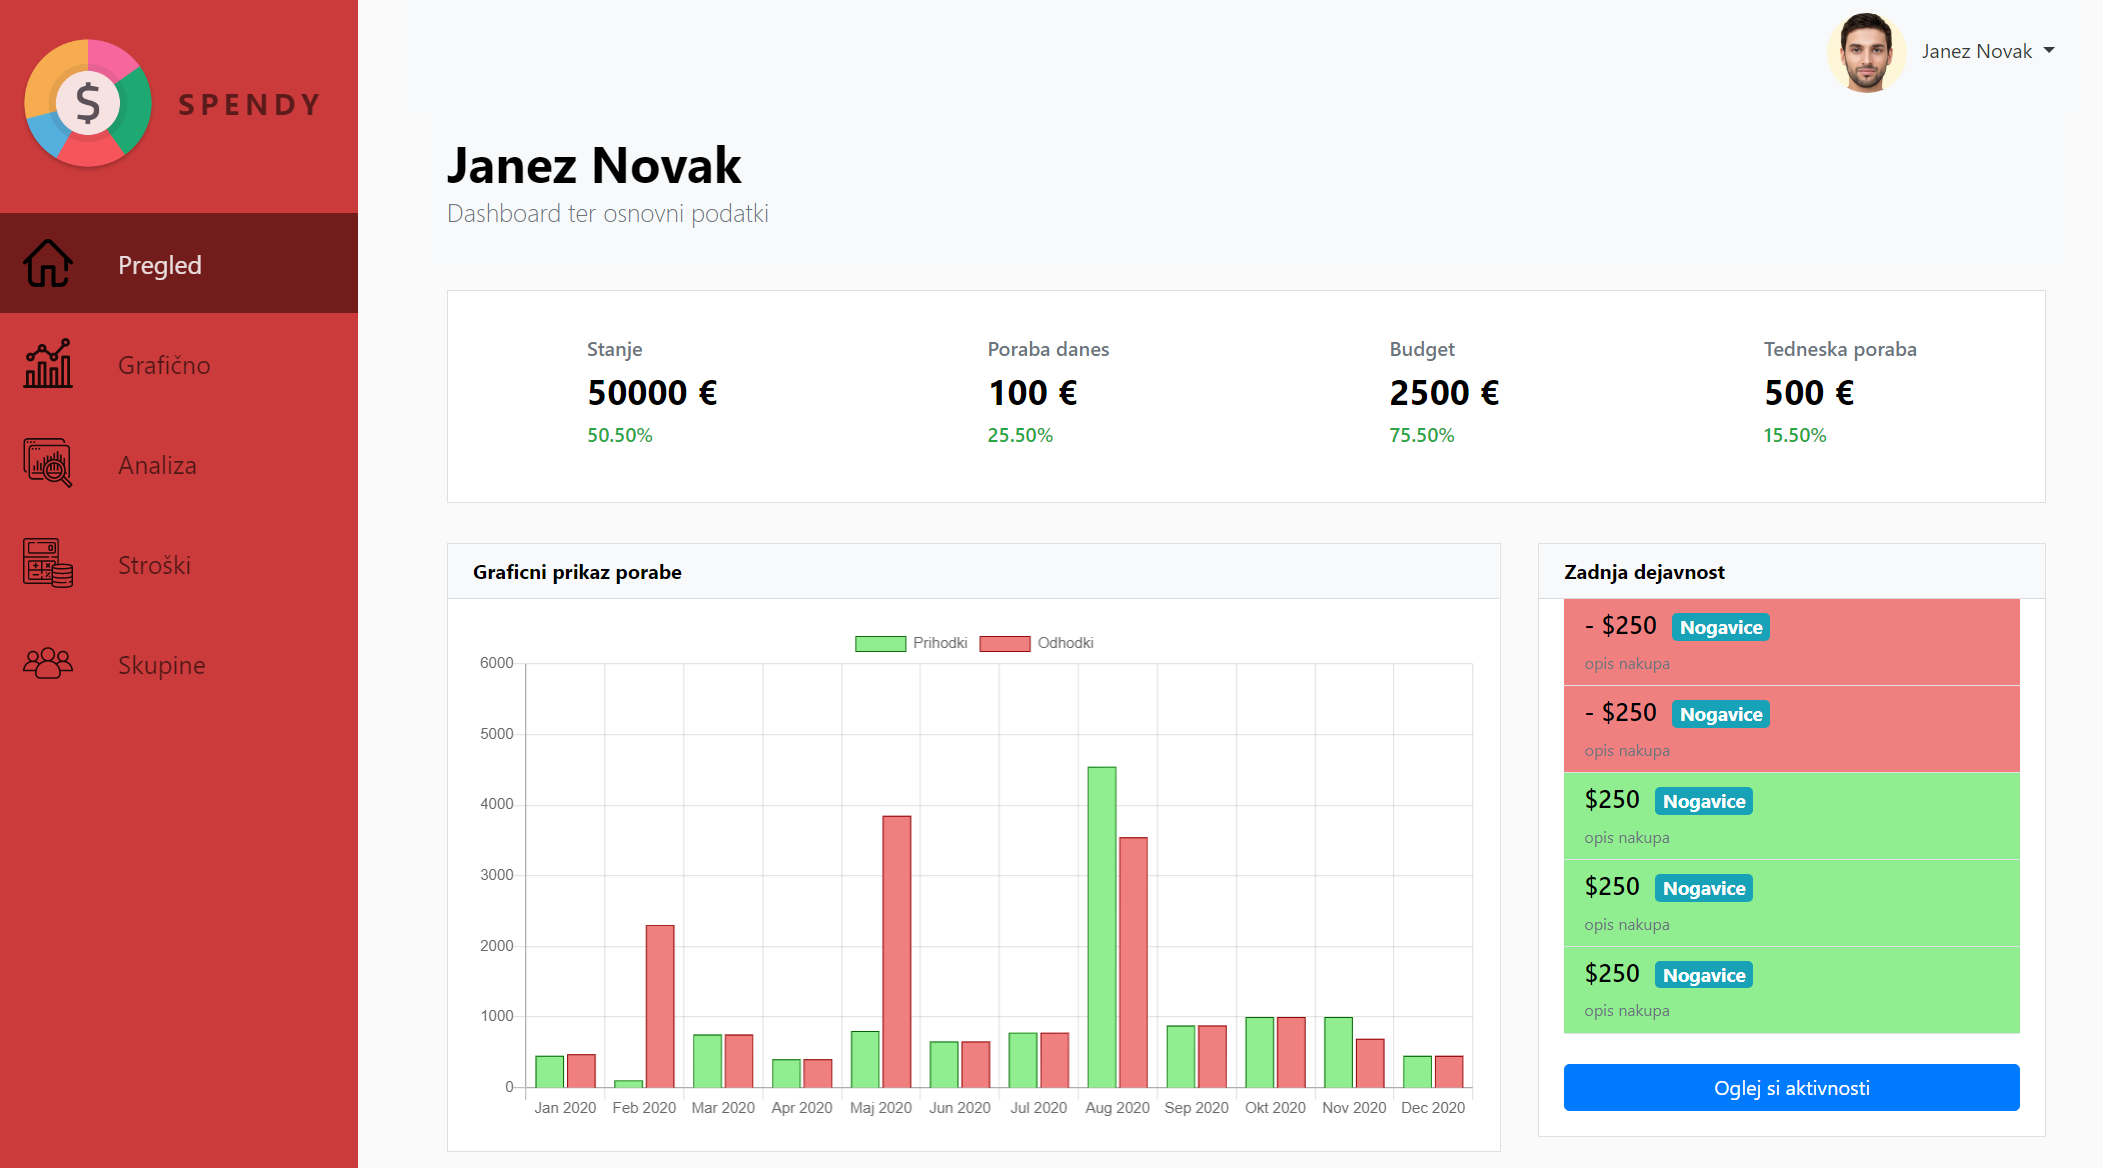 $ SPENDY
Janez Novak
Pregled
Grafično
Analiza
Stroški
Skupine
Janez Novak
Dashboard ter osnovni podatki
Stanje
50000 €
50.50%
Poraba danes
100 €
25.50%
Budget
2500 €
75.50%
Tedneska poraba
500 €
15.50%
Graficni prikaz porabe
Prihodki Odhodki
6000
5000
4000
3000
2000
1000
0
Jan 2020 Feb 2020 Mar 2020 Apr 2020 Maj 2020 Jun 2020 Jul 2020 Aug 2020 Sep 2020 Okt 2020 Nov 2020 Dec 2020
Zadnja dejavnost
- $250 Nogavice
opis nakupa
- $250 Nogavice
opis nakupa
$250 Nogavice
opis nakupa
$250 Nogavice
opis nakupa
$250 Nogavice
opis nakupa
Oglej si aktivnosti